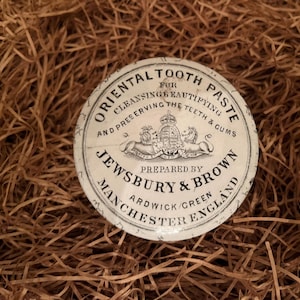 ORIENTAL TOOTH PASTE
FOR
CLEANSING BEAUTIFYING
AND PRESERVING THE TEETH & GUMS
PREPARED BY
JEWSBURY & BROWN
ARDWICK GREEN
MANCHESTER ENGLAND